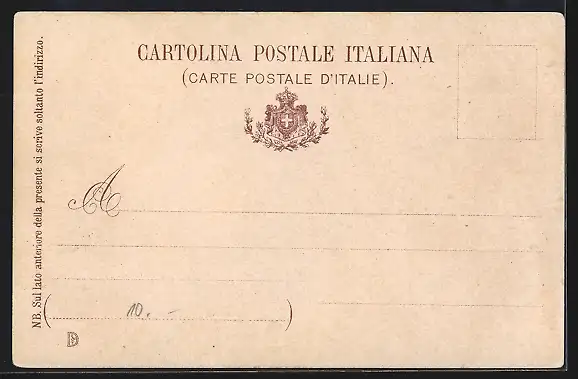 CARTOLINA POSTALE ITALIANA
(CARTE POSTALE D'ITALIE).
A
( 10.- )
NB. Sul lato anteriore della presente si scrive soltanto l'indirizzo.